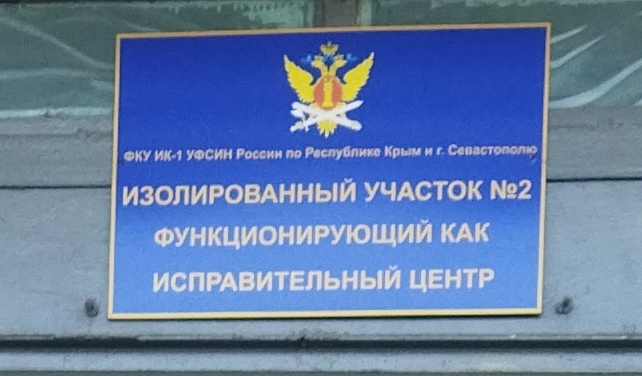 ФКУ ИК-1 УФСИН России по Республике Крым и г. Севастополю
ИЗОЛИРОВАННЫЙ УЧАСТОК №2
ФУНКЦИОНИРУЮЩИЙ КАК
ИСПРАВИТЕЛЬНЫЙ ЦЕНТР